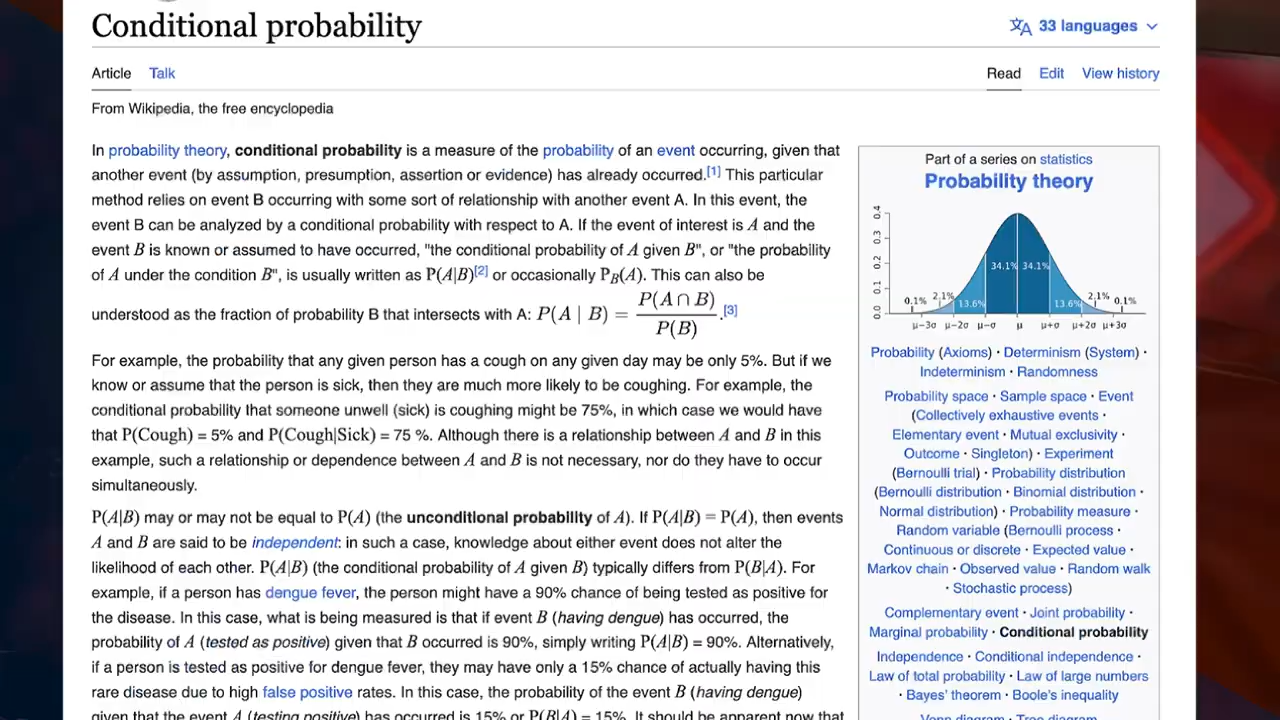 Conditional probability
33 languages
Article Talk
Read Edit View history
From Wikipedia, the free encyclopedia
In probability theory, conditional probability is a measure of the probability of an event occurring, given that
another event (by assumption, presumption, assertion or evidence) has already occurred.[1] This particular
method relies on event B occurring with some sort of relationship with another event A. In this event, the
event B can be analyzed by a conditional probability with respect to A. If the event of interest is A and the
event B is known or assumed to have occurred, "the conditional probability of A given B", or "the probability
of A under the condition B", is usually written as P(A|B)[2] or occasionally P_B(A). This can also be
understood as the fraction of probability B that intersects with A: P(A | B) = P(A ∩ B) / P(B).[3]
For example, the probability that any given person has a cough on any given day may be only 5%. But if we
know or assume that the person is sick, then they are much more likely to be coughing. For example, the
conditional probability that someone unwell (sick) is coughing might be 75%, in which case we would have
that P(Cough) = 5% and P(Cough|Sick) = 75 %. Although there is a relationship between A and B in this
example, such a relationship or dependence between A and B is not necessary, nor do they have to occur
simultaneously.
P(A|B) may or may not be equal to P(A) (the unconditional probability of A). If P(A|B) = P(A), then events
A and B are said to be independent: in such a case, knowledge about either event does not alter the
likelihood of each other. P(A|B) (the conditional probability of A given B) typically differs from P(B|A). For
example, if a person has dengue fever, the person might have a 90% chance of being tested as positive for
the disease. In this case, what is being measured is that if event B (having dengue) has occurred, the
probability of A (tested as positive) given that B occurred is 90%, simply writing P(A|B) = 90%. Alternatively,
if a person is tested as positive for dengue fever, they may have only a 15% chance of actually having this
rare disease due to high false positive rates. In this case, the probability of the event B (having dengue)
given that the event A (testing positive) has occurred is 15% or P(B|A) = 15%. It should be apparent now that
Part of a series on statistics
Probability theory
0.4
0.3
0.2
0.1
0.0
0.1% 2.1% 13.6% 34.1% 34.1% 13.6% 2.1% 0.1%
μ−3σ μ−2σ μ−σ μ μ+σ μ+2σ μ+3σ
Probability (Axioms) · Determinism (System) ·
Indeterminism · Randomness
Probability space · Sample space · Event
(Collectively exhaustive events ·
Elementary event · Mutual exclusivity ·
Outcome · Singleton) · Experiment
(Bernoulli trial) · Probability distribution
(Bernoulli distribution · Binomial distribution ·
Normal distribution) · Probability measure ·
Random variable (Bernoulli process ·
Continuous or discrete · Expected value ·
Markov chain · Observed value · Random walk
· Stochastic process)
Complementary event · Joint probability ·
Marginal probability · Conditional probability
Independence · Conditional independence ·
Law of total probability · Law of large numbers
· Bayes' theorem · Boole's inequality
Venn diagram · Tree diagram